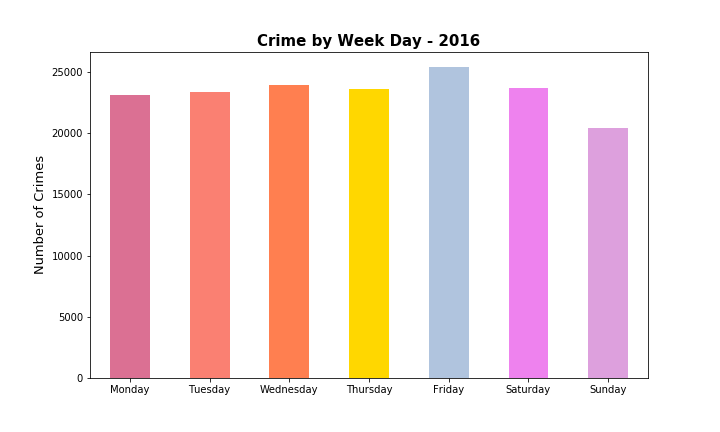 Crime by Week Day - 2016
Number of Crimes
25000
20000
15000
10000
5000
0
Monday Tuesday Wednesday Thursday Friday Saturday Sunday